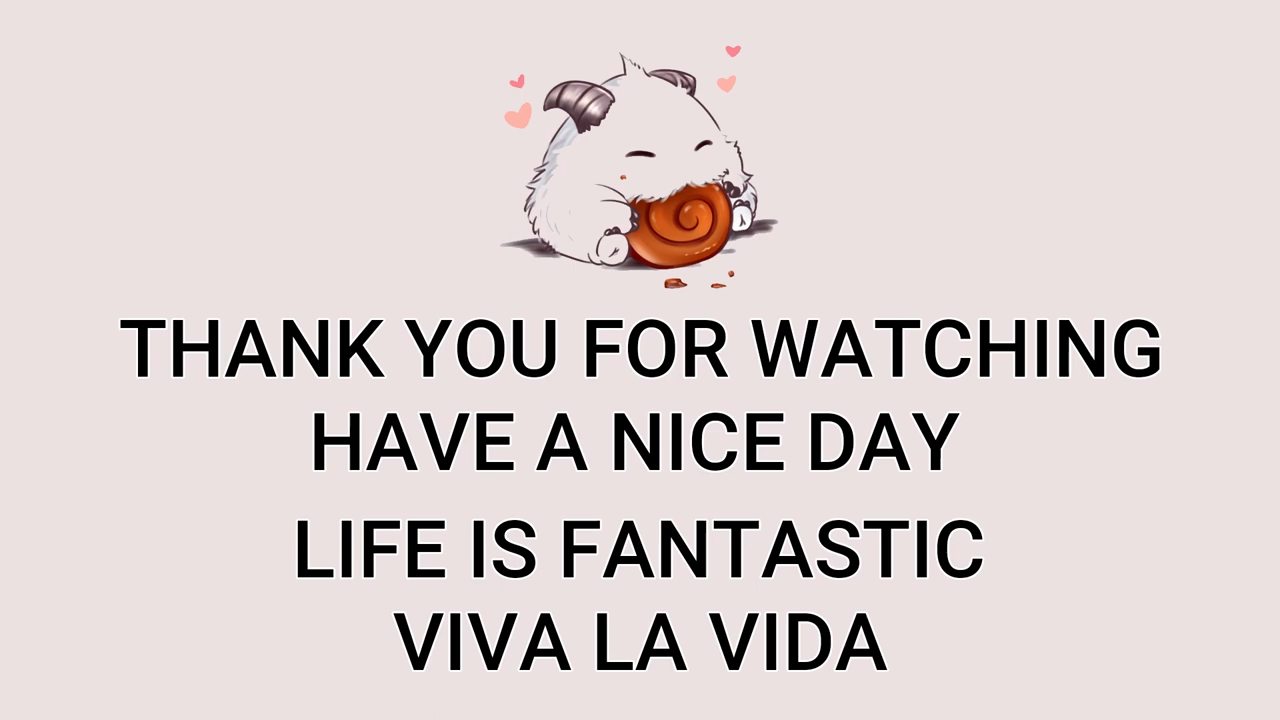 THANK YOU FOR WATCHING
HAVE A NICE DAY
LIFE IS FANTASTIC
VIVA LA VIDA